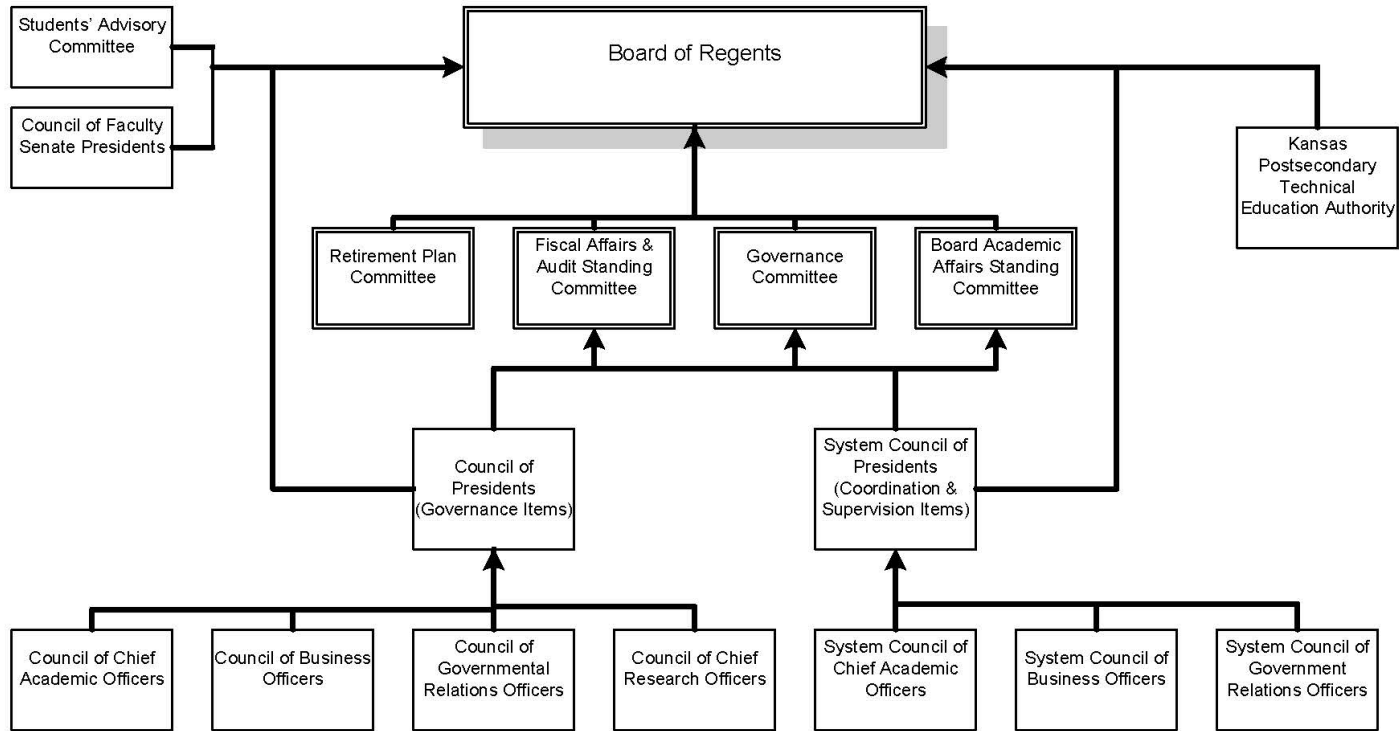 Students' Advisory
Committee
Board of Regents
Council of Faculty
Senate Presidents
Kansas
Postsecondary
Technical
Education Authority
Retirement Plan
Committee
Fiscal Affairs &
Audit Standing
Committee
Governance
Committee
Board Academic
Affairs Standing
Committee
Council of
Presidents
(Governance Items)
System Council of
Presidents
(Coordination &
Supervision Items)
Council of Chief
Academic Officers
Council of Business
Officers
Council of
Governmental
Relations Officers
Council of Chief
Research Officers
System Council of
Chief Academic
Officers
System Council of
Business Officers
System Council of
Government
Relations Officers